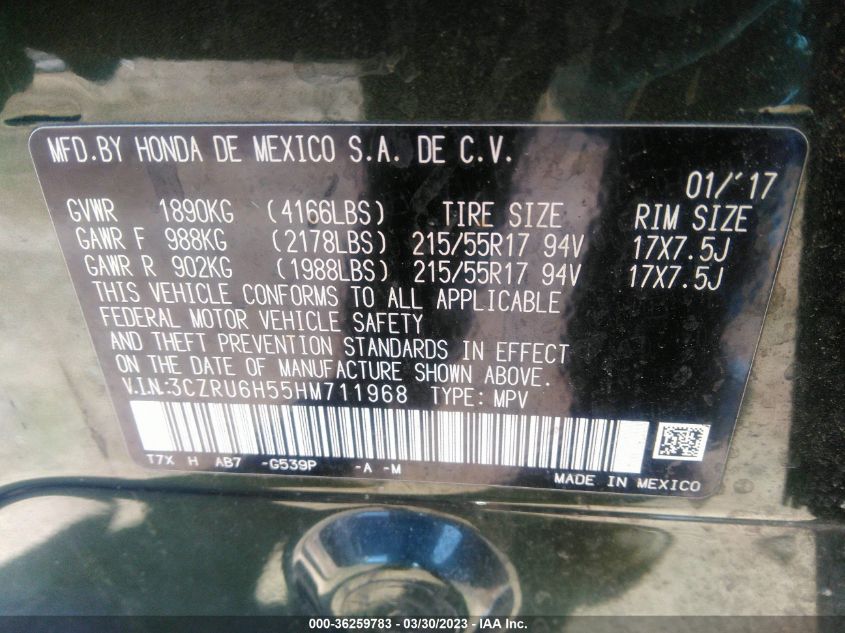 MFD.BY HONDA DE MEXICO S.A. DE C.V.
01/'17
GVWR 1890KG (4166LBS) TIRE SIZE RIM SIZE
GAWR F 988KG (2178LBS) 215/55R17 94V 17X7.5J
GAWR R 902KG (1988LBS) 215/55R17 94V 17X7.5J
THIS VEHICLE CONFORMS TO ALL APPLICABLE
FEDERAL MOTOR VEHICLE SAFETY
AND THEFT PREVENTION STANDARDS IN EFFECT
ON THE DATE OF MANUFACTURE SHOWN ABOVE.
V.I.N.:3CZRU6H55HM711968 TYPE: MPV
T7X H AB7 -G539P -A -M
MADE IN MEXICO
000-36259783 — 03/30/2023 — IAA Inc.